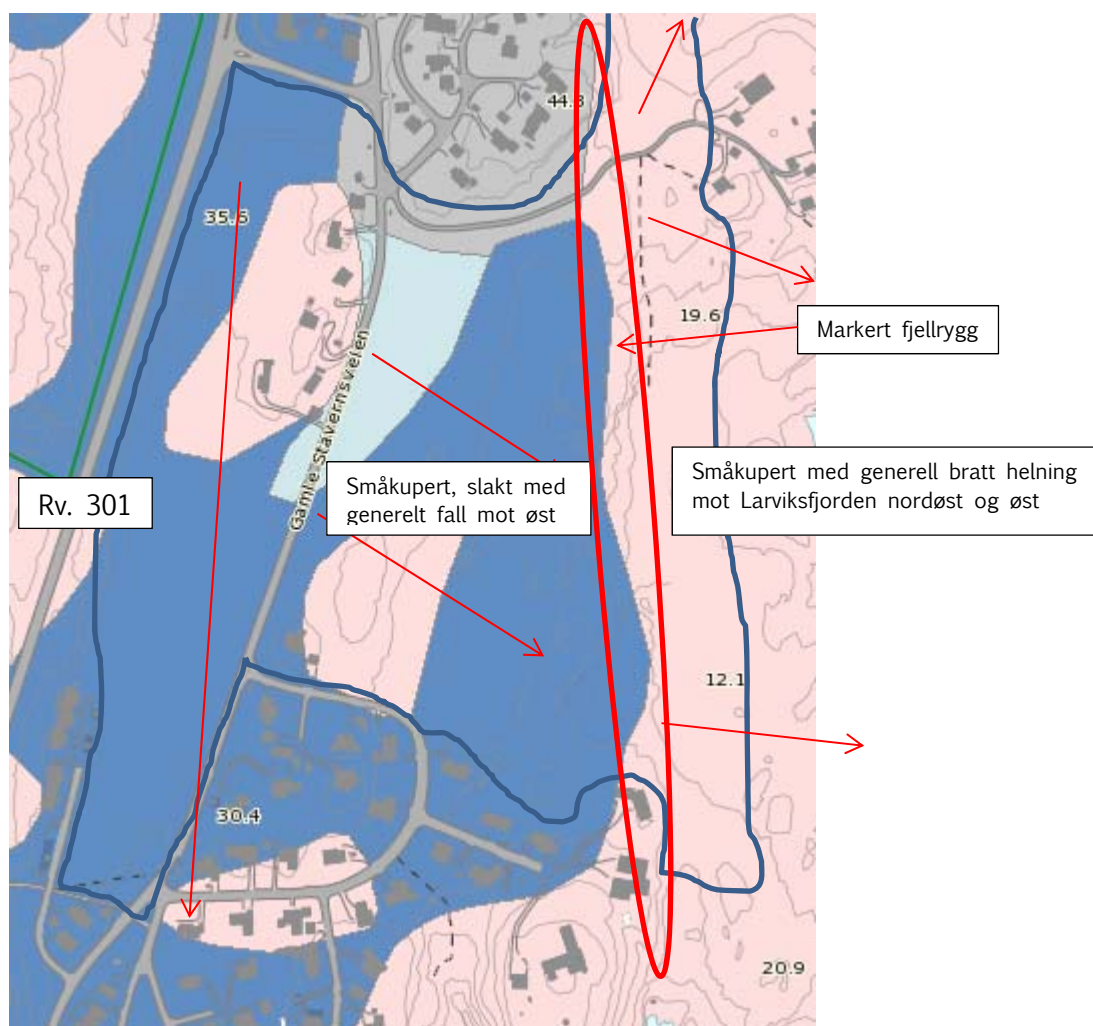 44.8
35.6
19.6
Markert fjellrygg
Gamle Stavernsveien
Rv. 301
Småkupert, slakt med
generelt fall mot øst
Småkupert med generell bratt helning
mot Larviksfjorden nordøst og øst
12.1
30.4
20.9